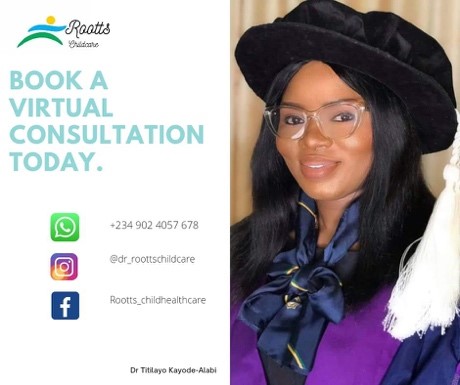 Rootts
Childcare
BOOK A
VIRTUAL
CONSULTATION
TODAY.
+234 902 4057 678
@dr_roottschildcare
Rootts_childhealthcare
Dr Titilayo Kayode-Alabi